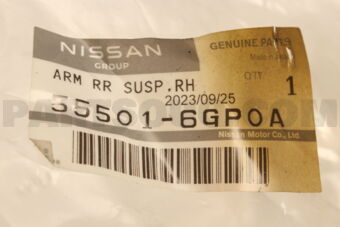 NISSAN
GROUP
GENUINE PARTS
ARM RR SUSP.RH
QTY
1
2023/09/25
55501-6GP0A
Nissan Motor Co., Ltd.